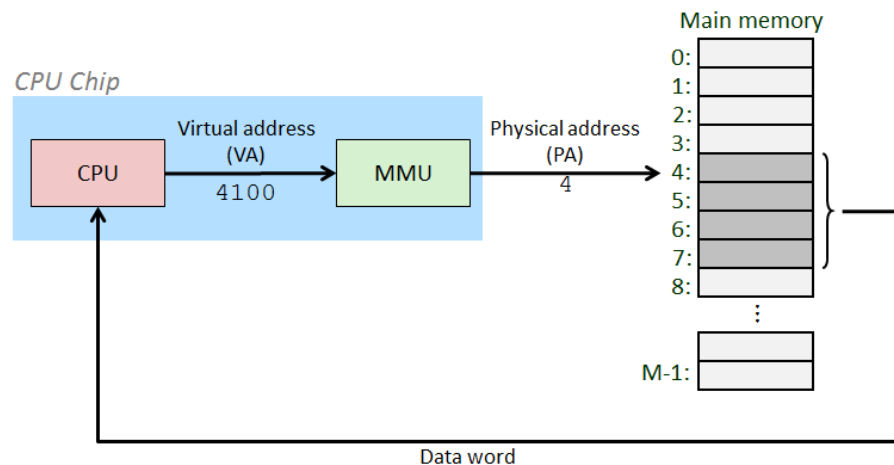 Main memory
CPU Chip
Virtual address
(VA)
4100
CPU
MMU
Physical address
(PA)
4
0:
1:
2:
3:
4:
5:
6:
7:
8:
...
M-1:
Data word